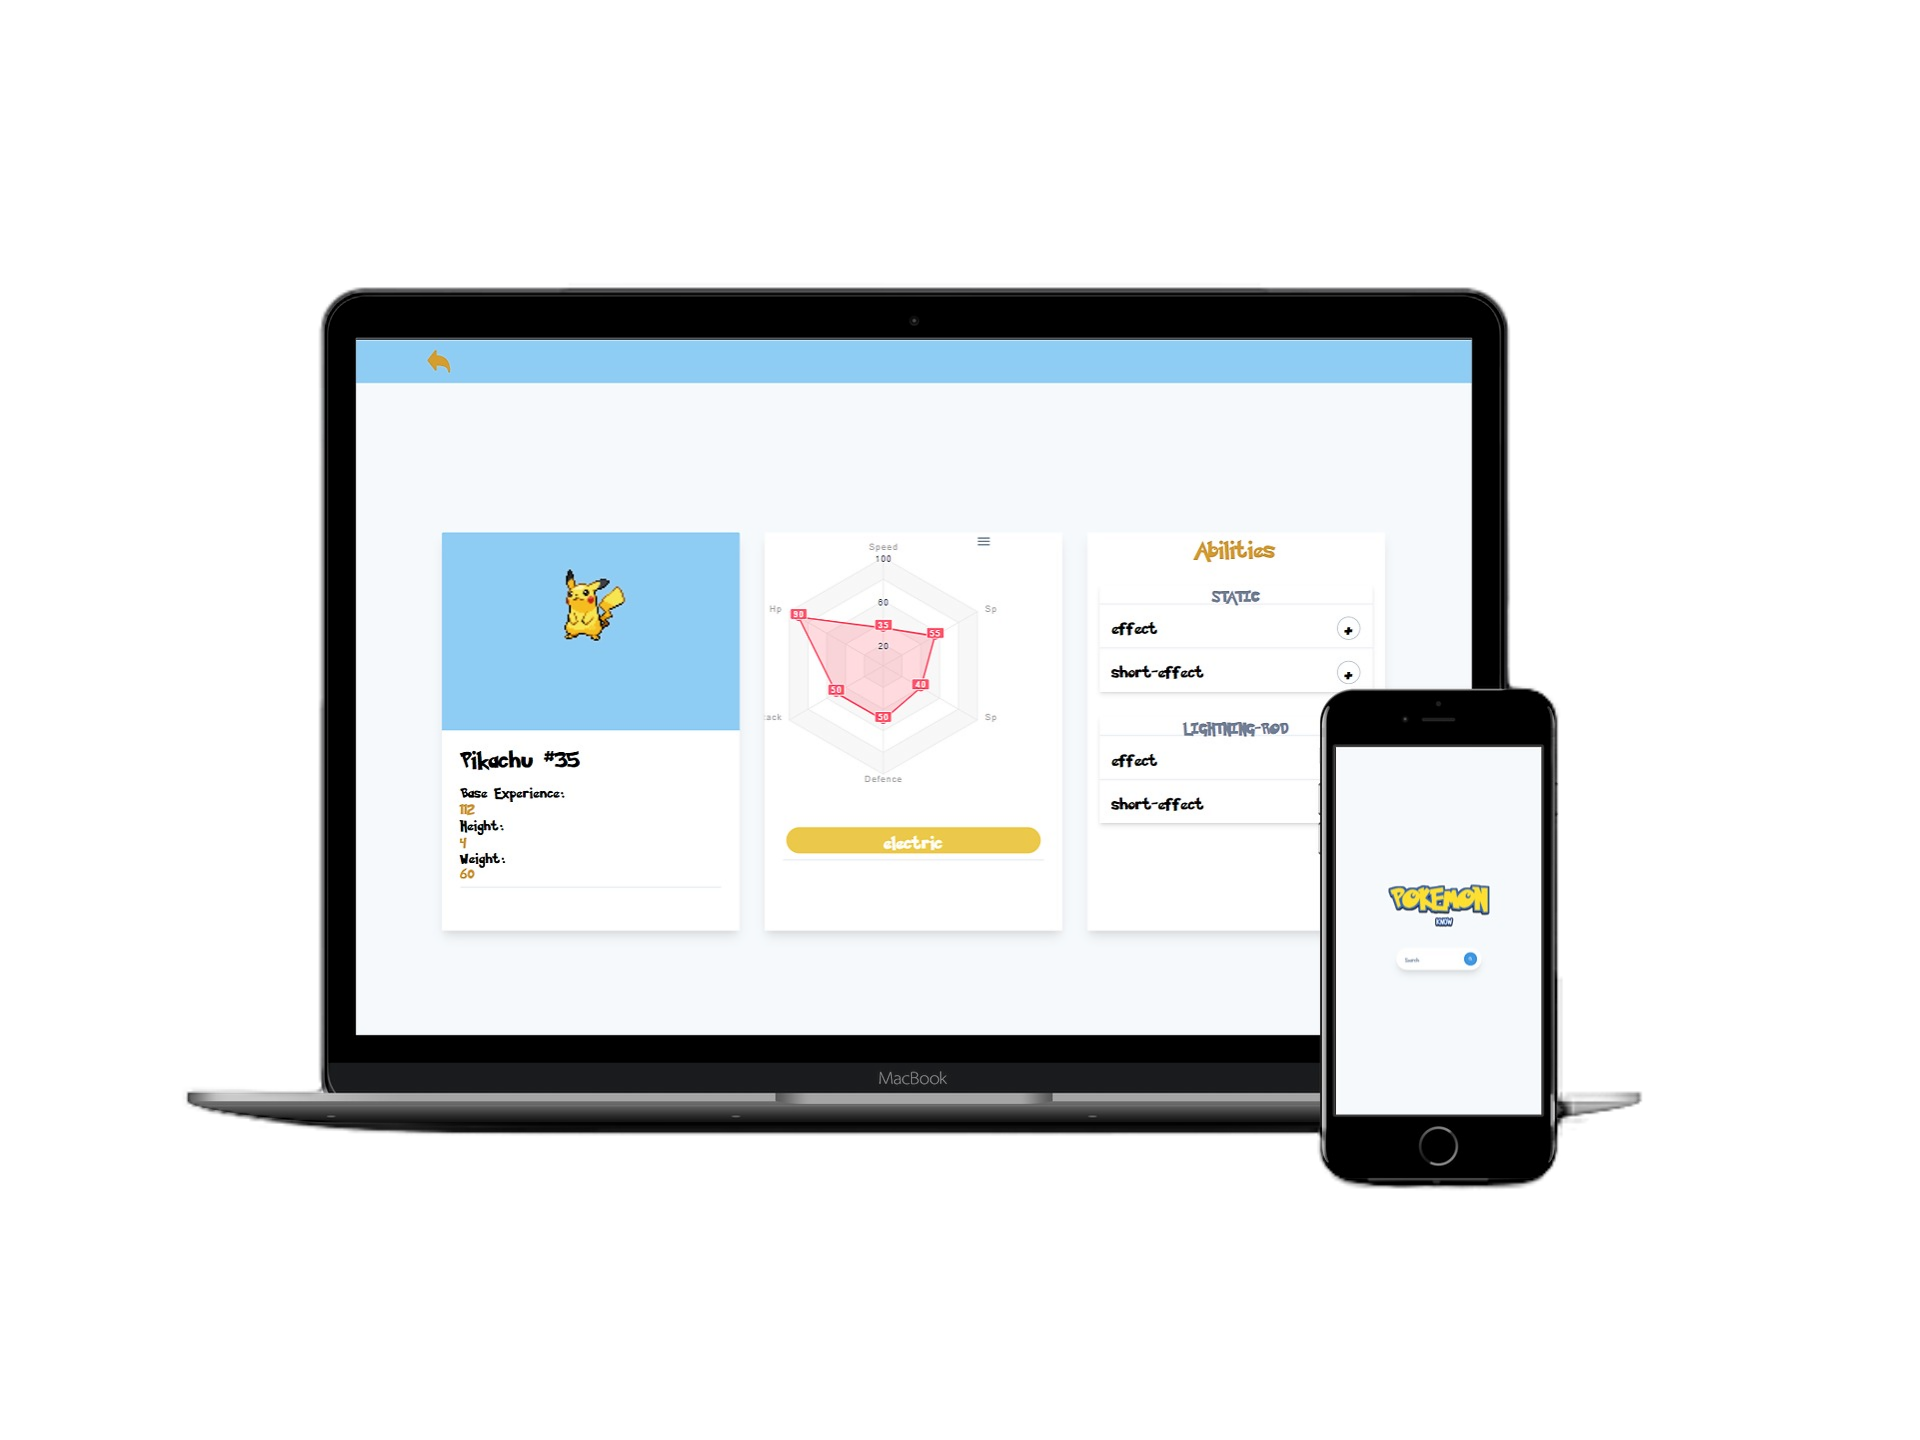 Pikachu #35
Base Experience:
112
Height:
4
Weight:
60
Speed
100
60
20
Hp
Sp
90
35
55
50
40
50
ack
Sp
Defence
electric
Abilities
STATIC
effect
+
short-effect
+
LIGHTNING-ROD
effect
short-effect
MacBook
POKEMON
KNOW
Search